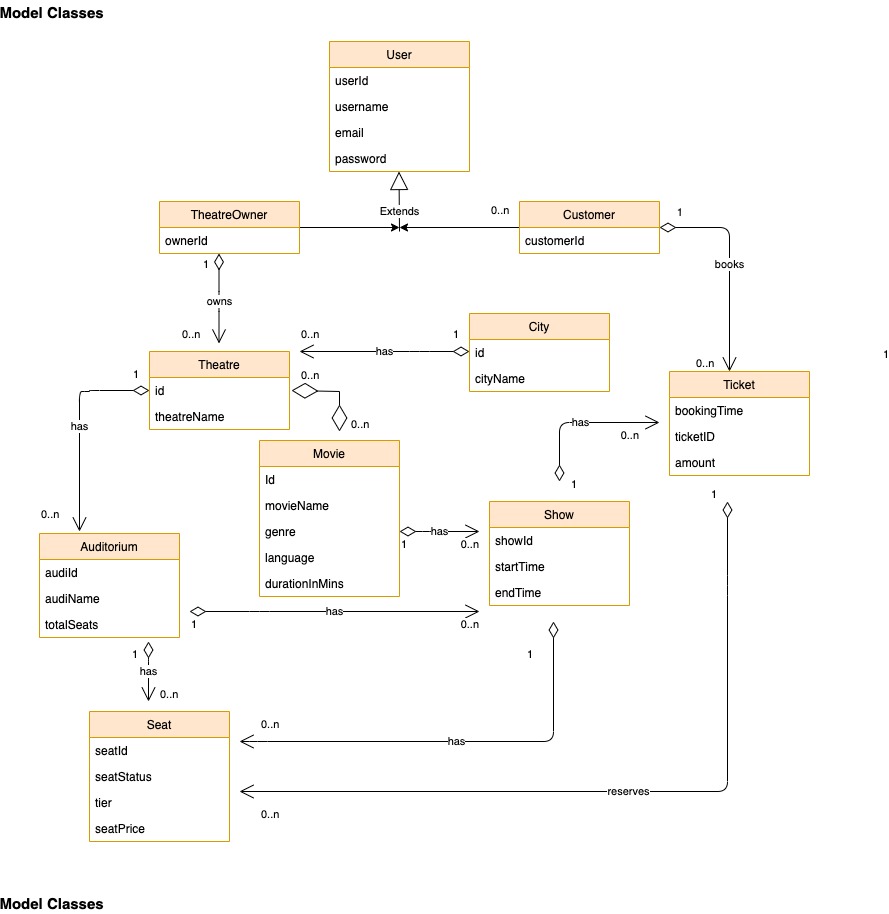 Model Classes
User
userId
username
email
password
Extends
TheatreOwner
ownerId
0..n
Customer
customerId
1
books
1
owns
0..n
0..n
has
1
City
id
cityName
1
0..n
Ticket
bookingTime
ticketID
amount
Theatre
id
theatreName
1
has
0..n
0..n
0..n
Movie
Id
movieName
genre
language
durationInMins
has
0..n
1
1
has
0..n
Show
showId
startTime
endTime
1
0..n
Auditorium
audiId
audiName
totalSeats
1
has
0..n
1
has
0..n
1
0..n
has
Seat
seatId
seatStatus
tier
seatPrice
reserves
0..n
Model Classes